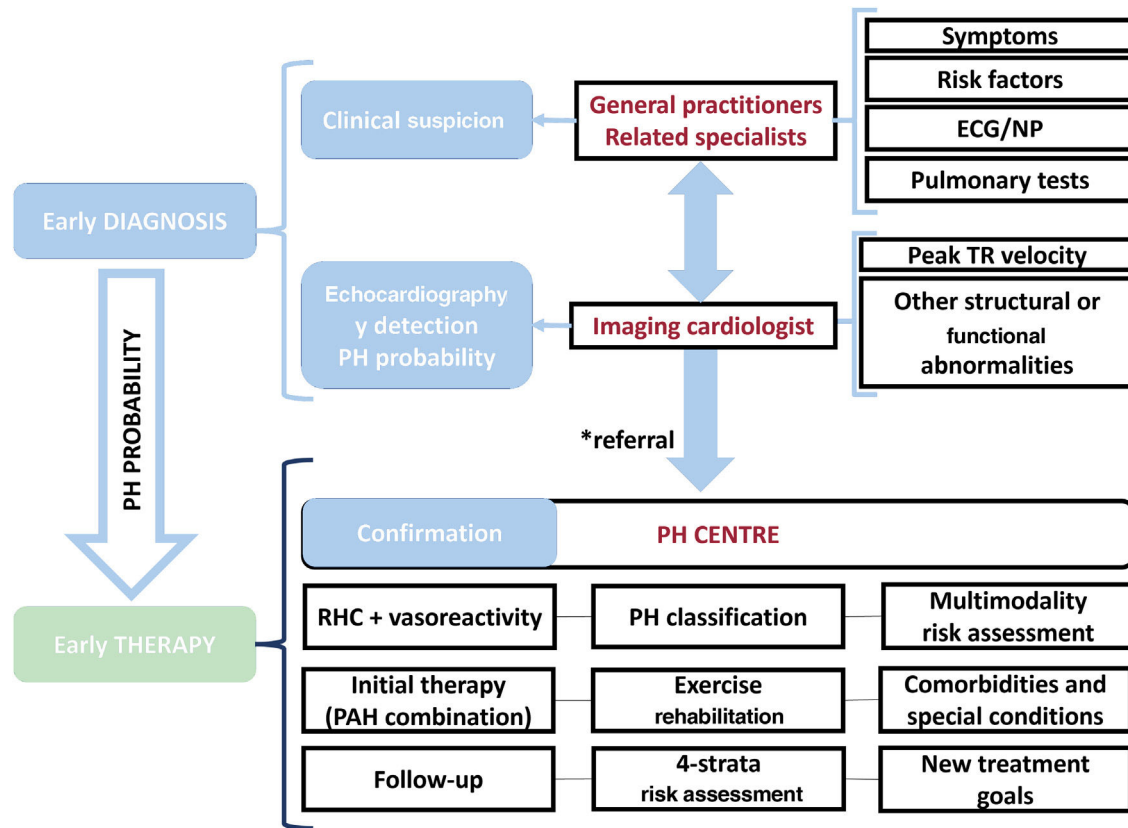 Symptoms
Risk factors
ECG/NP
Pulmonary tests
General practitioners
Related specialists
Clinical suspicion
Early DIAGNOSIS
Peak TR velocity
Other structural or
functional
abnormalities
Imaging cardiologist
Echocardiography
y detection
PH probability
PH PROBABILITY
*referral
Confirmation
PH CENTRE
Early THERAPY
RHC + vasoreactivity
PH classification
Multimodality
risk assessment
Initial therapy
(PAH combination)
Exercise
rehabilitation
Comorbidities and
special conditions
Follow-up
4-strata
risk assessment
New treatment
goals